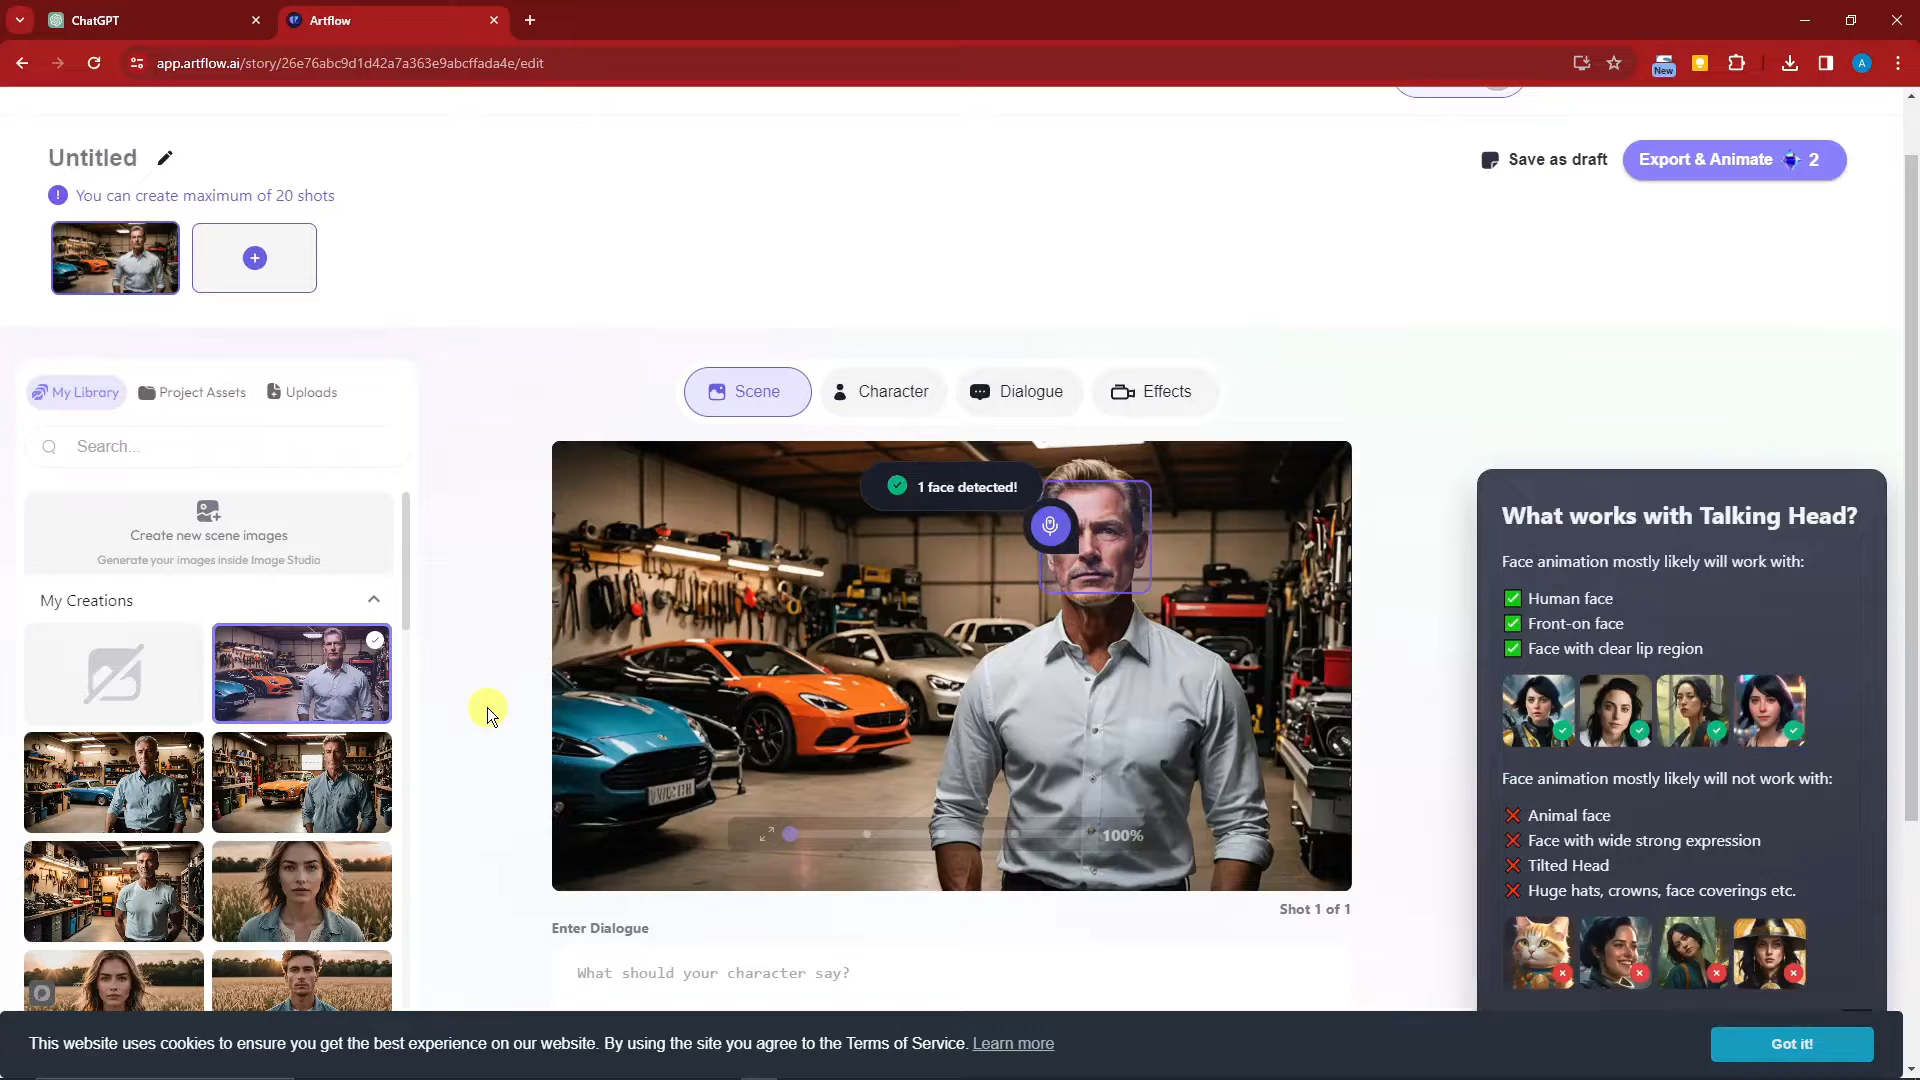 ChatGPT
Artflow
app.artflow.ai/story/26e76abc9d1d42a7a363e9abcffada4e/edit
New
A
Untitled
Save as draft
Export & Animate 2
! You can create maximum of 20 shots
My Library
Project Assets
Uploads
Scene
Character
Dialogue
Effects
Search...
Create new scene images
Generate your images inside Image Studio
My Creations
1 face detected!
100%
Shot 1 of 1
Enter Dialogue
What should your character say?
What works with Talking Head?
Face animation mostly likely will work with:
Human face
Front-on face
Face with clear lip region
Face animation mostly likely will not work with:
Animal face
Face with wide strong expression
Tilted Head
Huge hats, crowns, face coverings etc.
This website uses cookies to ensure you get the best experience on our website. By using the site you agree to the Terms of Service. Learn more
Got it!